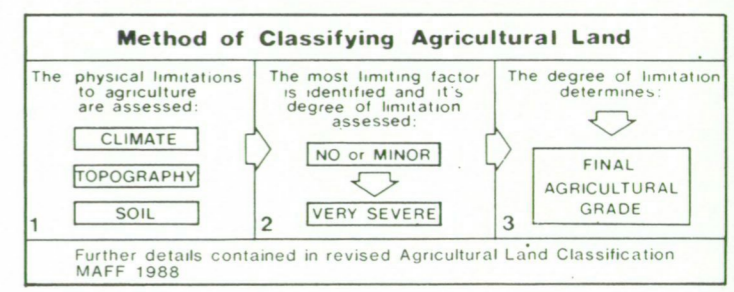 Method of Classifying Agricultural Land
The physical limitations
to agriculture
are assessed:
CLIMATE
TOPOGRAPHY
SOIL
1
The most limiting factor
is identified and it's
degree of limitation
assessed:
NO or MINOR
VERY SEVERE
2
The degree of limitation
determines:
FINAL
AGRICULTURAL
GRADE
3
Further details contained in revised Agricultural Land Classification
MAFF 1988